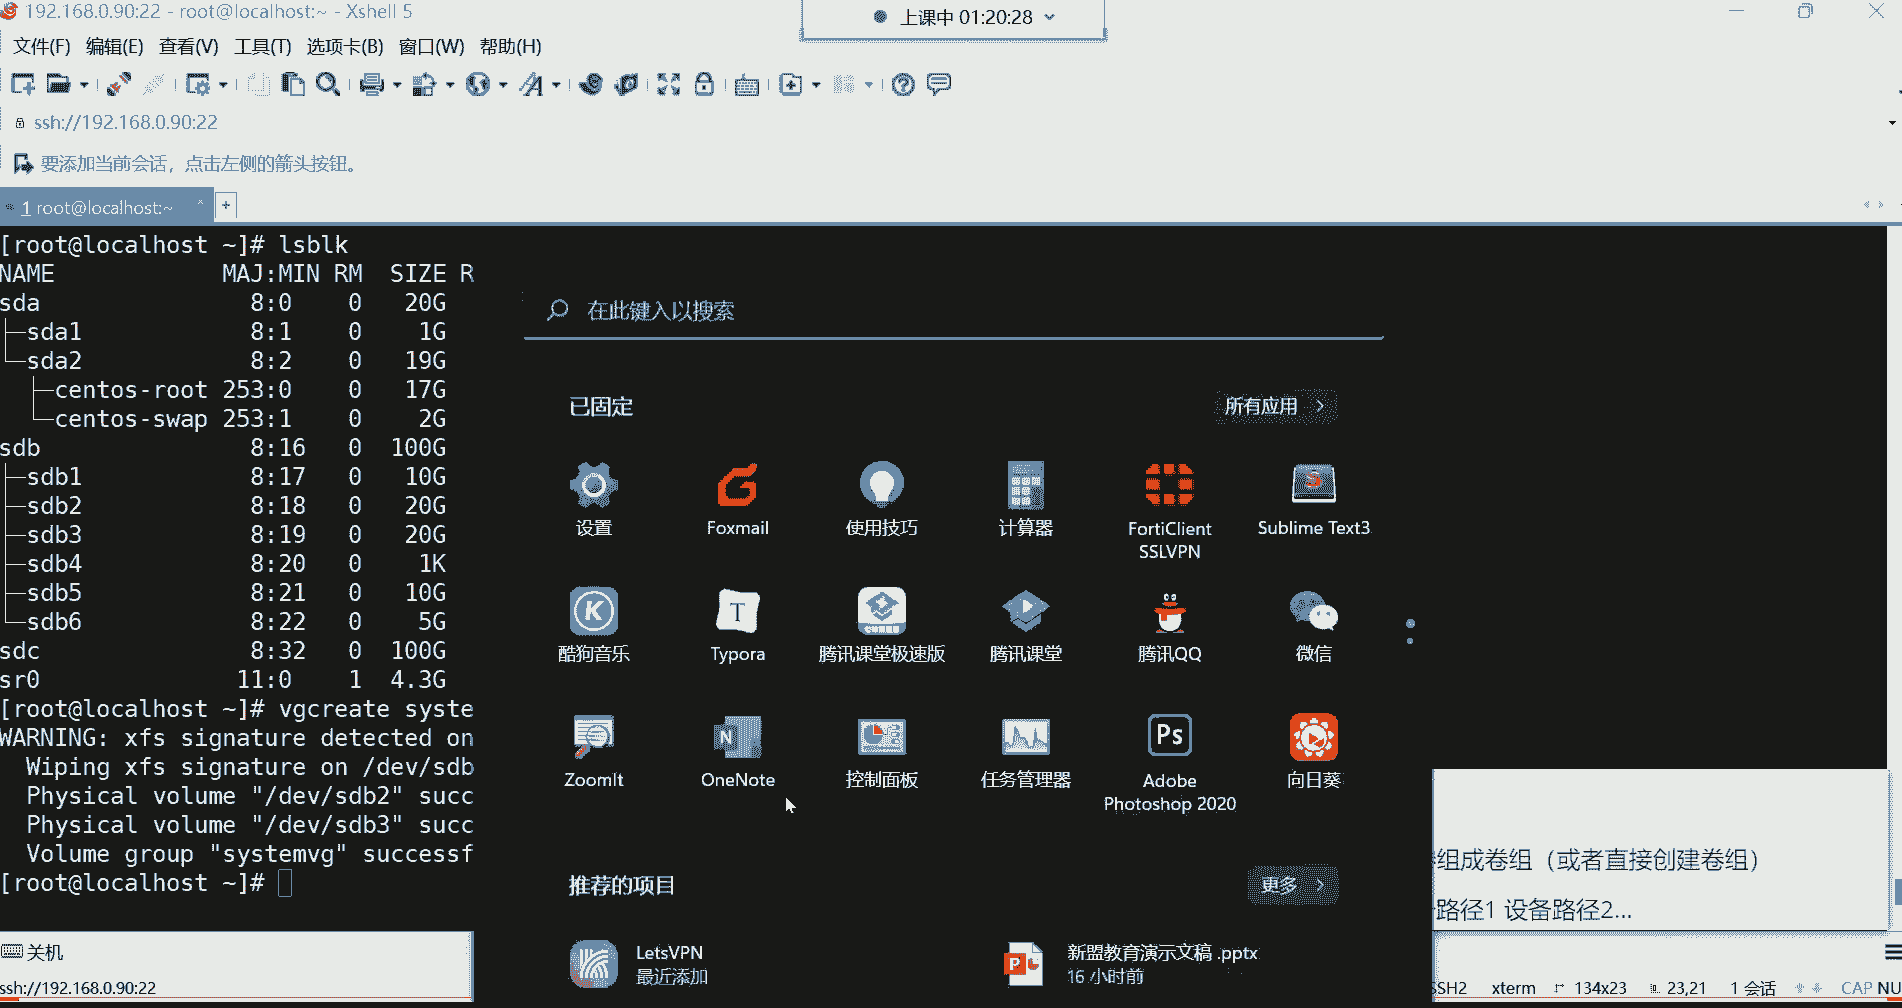 192.168.0.90:22 - root@localhost:~ - Xshell 5
上课中 01:20:28
文件(F) 编辑(E) 查看(V) 工具(T) 选项卡(B) 窗口(W) 帮助(H)
ssh://192.168.0.90:22
要添加当前会话，点击左侧的箭头按钮。
1 root@localhost:~
[root@localhost ~]# lsblk
NAME MAJ:MIN RM SIZE R
sda 8:0 0 20G
├─sda1 8:1 0 1G
└─sda2 8:2 0 19G
├─centos-root 253:0 0 17G
└─centos-swap 253:1 0 2G
sdb 8:16 0 100G
├─sdb1 8:17 0 10G
├─sdb2 8:18 0 20G
├─sdb3 8:19 0 20G
├─sdb4 8:20 0 1K
├─sdb5 8:21 0 10G
└─sdb6 8:22 0 5G
sdc 8:32 0 100G
sr0 11:0 1 4.3G
[root@localhost ~]# vgcreate syste
WARNING: xfs signature detected on
Wiping xfs signature on /dev/sdb
Physical volume "/dev/sdb2" succ
Physical volume "/dev/sdb3" succ
Volume group "systemvg" successf
[root@localhost ~]#
在此键入以搜索
已固定
所有应用
设置
Foxmail
使用技巧
计算器
FortiClient
SSLVPN
Sublime Text3
酷狗音乐
Typora
腾讯课堂极速版
腾讯课堂
腾讯QQ
微信
ZoomIt
OneNote
控制面板
任务管理器
Adobe
Photoshop 2020
向日葵
推荐的项目
更多
LetsVPN
最近添加
新盟教育演示文稿 .pptx
16 小时前
组成卷组（或者直接创建卷组）
路径1 设备路径2...
关机
ssh://192.168.0.90:22
SSH2 xterm 134x23 23,21 1 会话 CAP NU